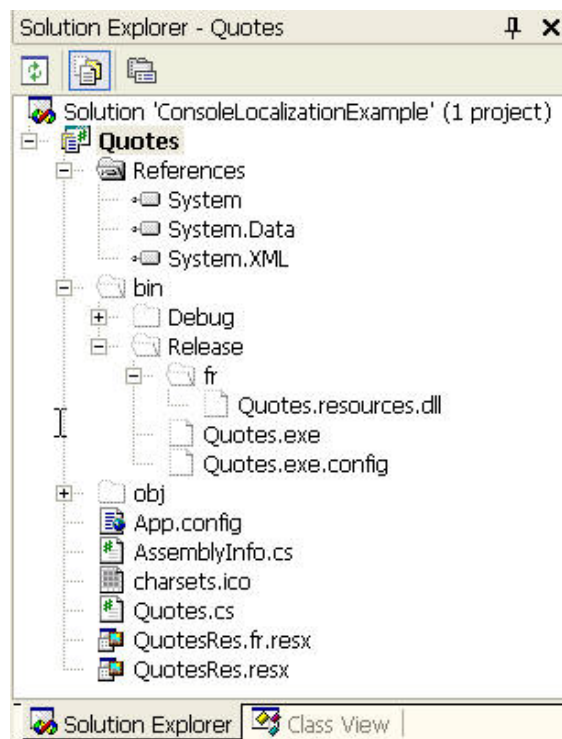 Solution Explorer - Quotes
Solution 'ConsoleLocalizationExample' (1 project)
Quotes
References
System
System.Data
System.XML
bin
Debug
Release
fr
Quotes.resources.dll
Quotes.exe
Quotes.exe.config
obj
App.config
AssemblyInfo.cs
charsets.ico
Quotes.cs
QuotesRes.fr.resx
QuotesRes.resx
Solution Explorer Class View